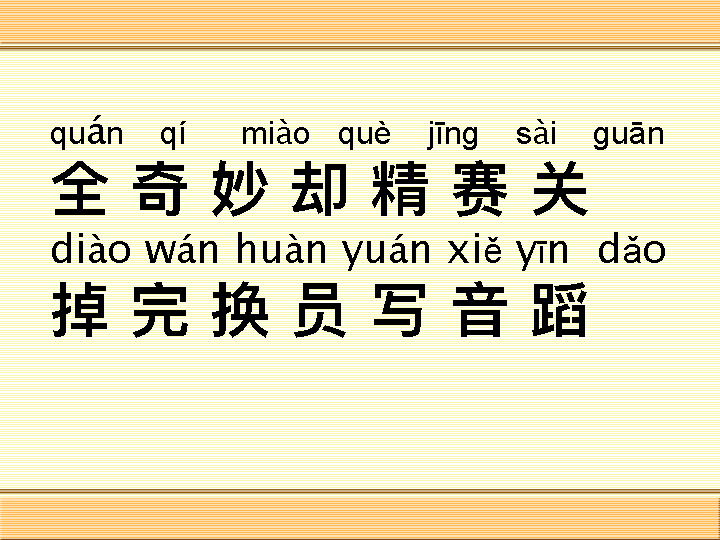 quán qí miào què jīng sài guān
全 奇 妙 却 精 赛 关
diào wán huàn yuán xiě yīn dǎo
掉 完 换 员 写 音 蹈